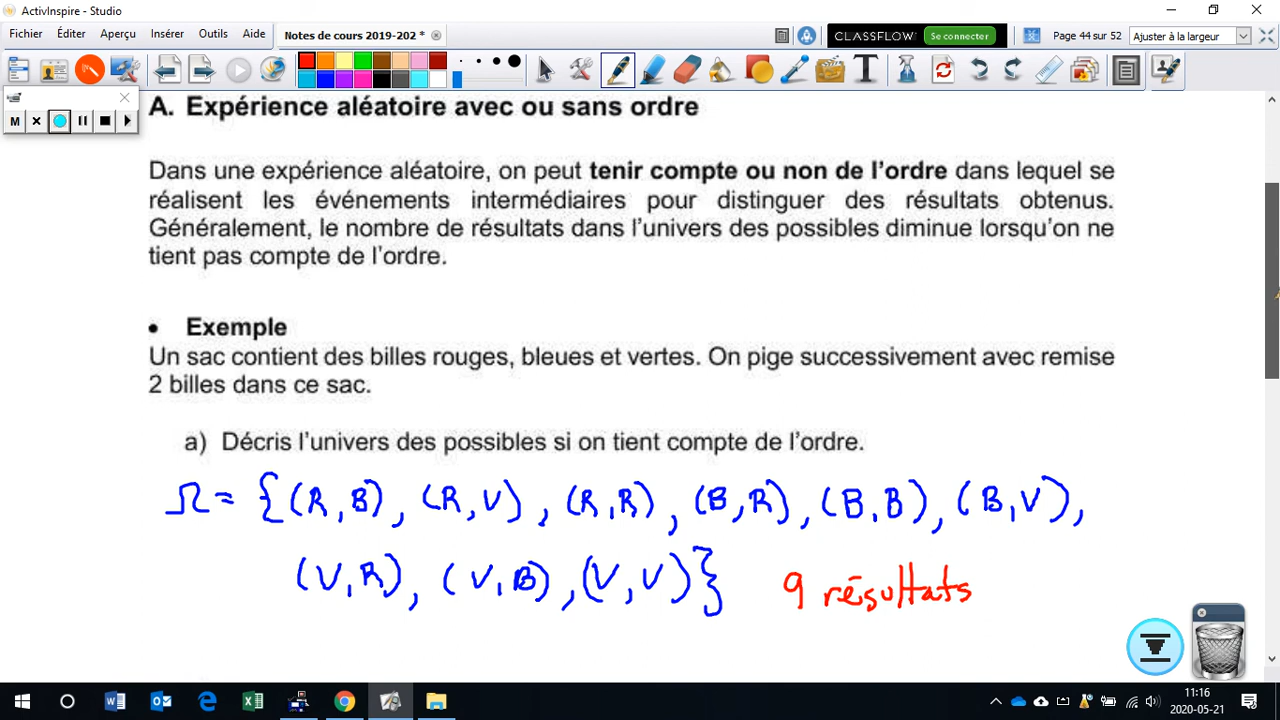 ActivInspire - Studio
Fichier Éditer Aperçu Insérer Outils Aide
Notes de cours 2019-202 *
CLASSFLOW Se connecter
Page 44 sur 52
Ajuster à la largeur
M
A. Expérience aléatoire avec ou sans ordre
Dans une expérience aléatoire, on peut tenir compte ou non de l'ordre dans lequel se
réalisent les événements intermédiaires pour distinguer des résultats obtenus.
Généralement, le nombre de résultats dans l'univers des possibles diminue lorsqu'on ne
tient pas compte de l'ordre.
• Exemple
Un sac contient des billes rouges, bleues et vertes. On pige successivement avec remise
2 billes dans ce sac.
a) Décris l'univers des possibles si on tient compte de l'ordre.
Ω = {(R,B), (R,V), (R,R), (B,R), (B,B), (B,V),
(V,R), (V,B), (V,V)} 9 résultats
11:16
2020-05-21